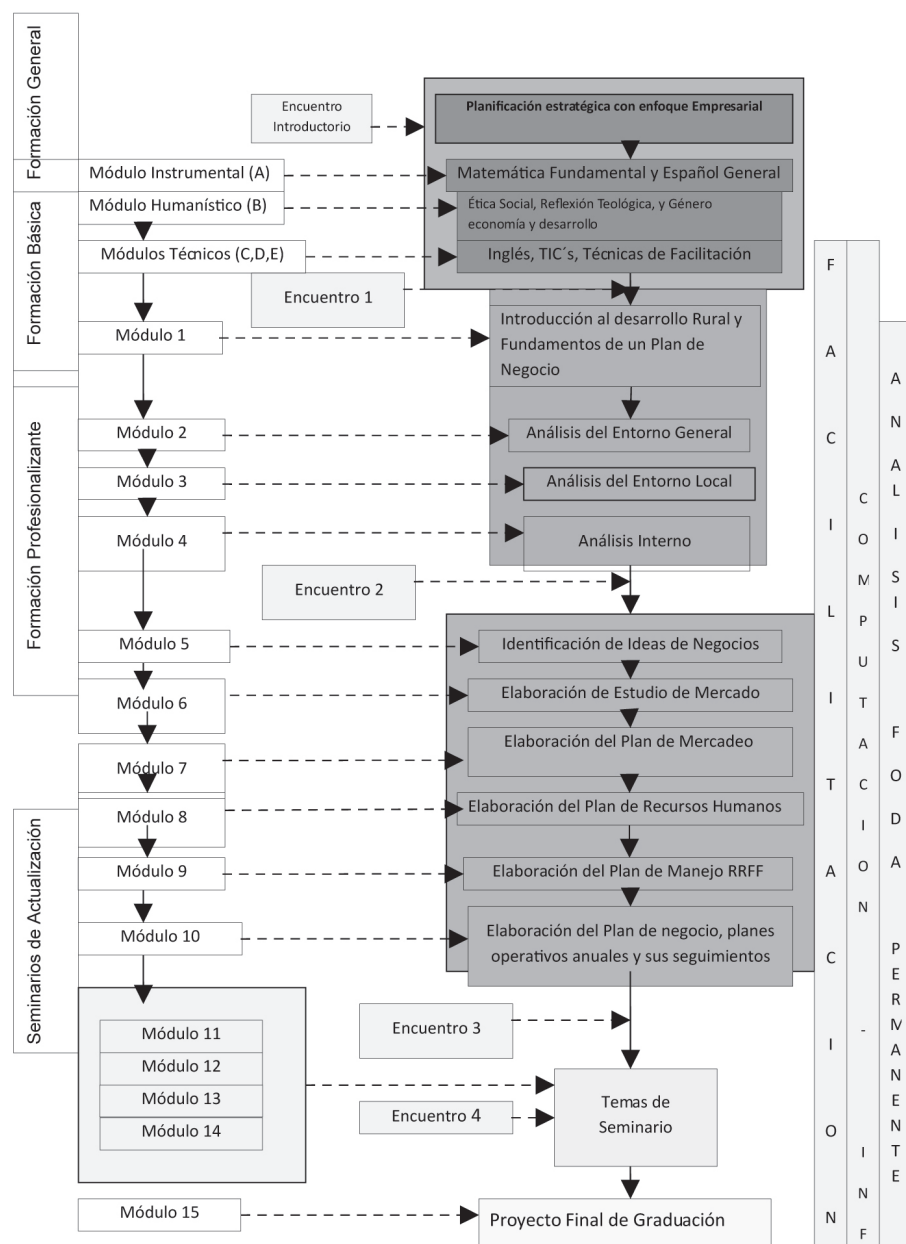 Formación General
Encuentro
Introductorio
Planificación estratégica con enfoque Empresarial
Módulo Instrumental (A)
Matemática Fundamental y Español General
Formación Básica
Módulo Humanístico (B)
Ética Social, Reflexión Teológica, y Género
economía y desarrollo
Módulos Técnicos (C,D,E)
Inglés, TIC´s, Técnicas de Facilitación
Encuentro 1
Módulo 1
Introducción al desarrollo Rural y
Fundamentos de un Plan de
Negocio
Formación Profesionalizante
Módulo 2
Análisis del Entorno General
Módulo 3
Análisis del Entorno Local
Módulo 4
Análisis Interno
Encuentro 2
Módulo 5
Identificación de Ideas de Negocios
Módulo 6
Elaboración de Estudio de Mercado
Módulo 7
Elaboración del Plan de Mercadeo
Seminarios de Actualización
Módulo 8
Elaboración del Plan de Recursos Humanos
Módulo 9
Elaboración del Plan de Manejo RRFF
Módulo 10
Elaboración del Plan de negocio, planes
operativos anuales y sus seguimientos
Módulo 11
Módulo 12
Módulo 13
Módulo 14
Encuentro 3
Encuentro 4
Temas de
Seminario
Módulo 15
Proyecto Final de Graduación
FACILITACION
COMPUTACION - INF
ANALISIS FODA PERMANENTE